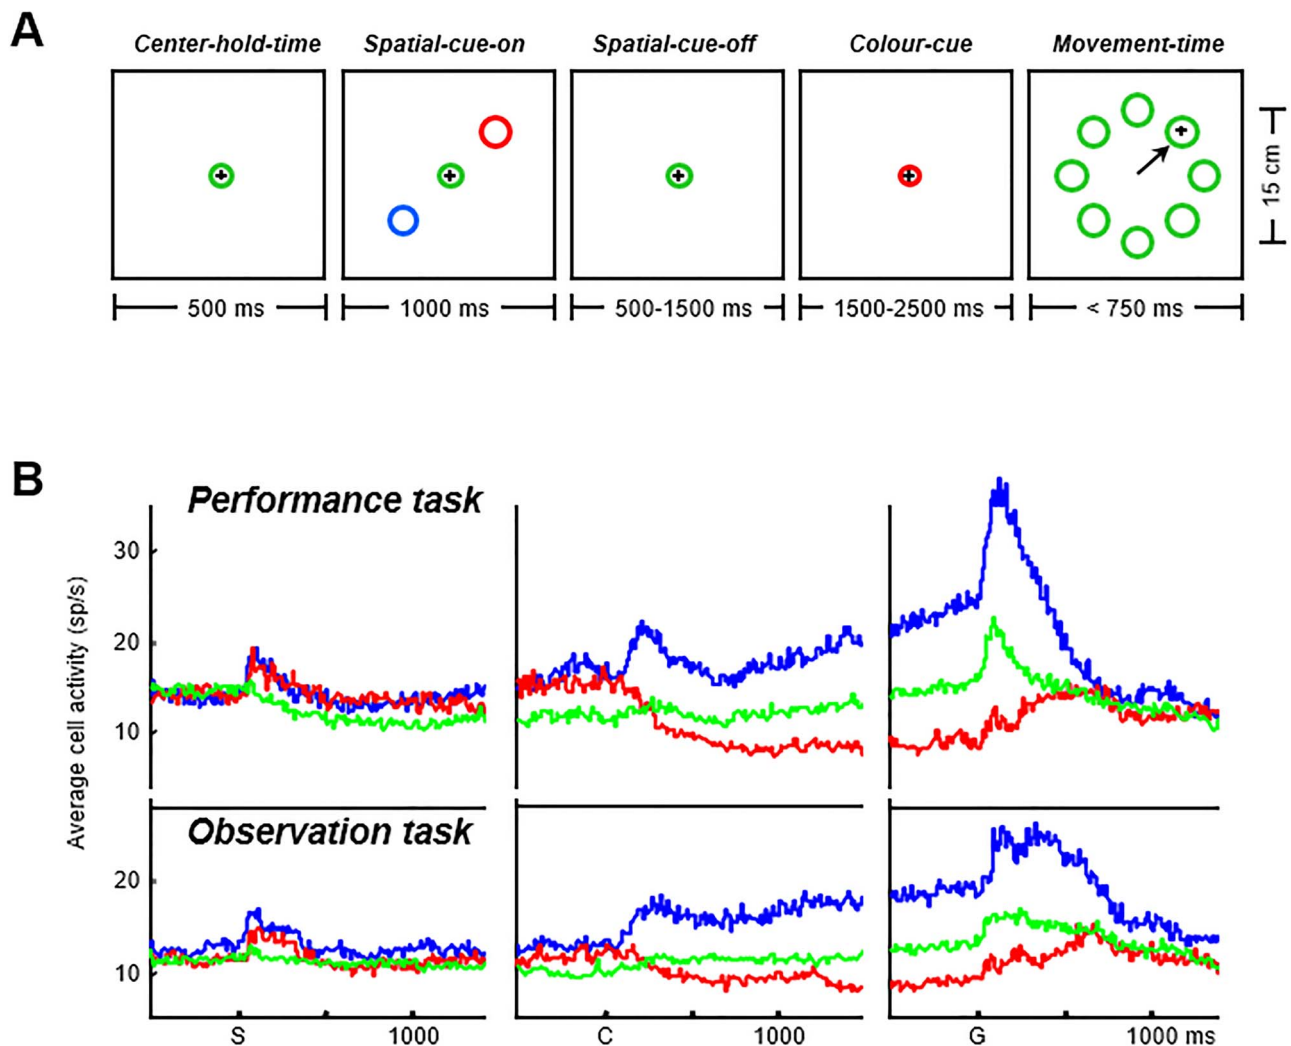 A
Center-hold-time Spatial-cue-on Spatial-cue-off Colour-cue Movement-time
15 cm
500 ms 1000 ms 500-1500 ms 1500-2500 ms < 750 ms
B
Performance task
30
20
10
Average cell activity (sp/s)
Observation task
20
10
S 1000 C 1000 G 1000 ms